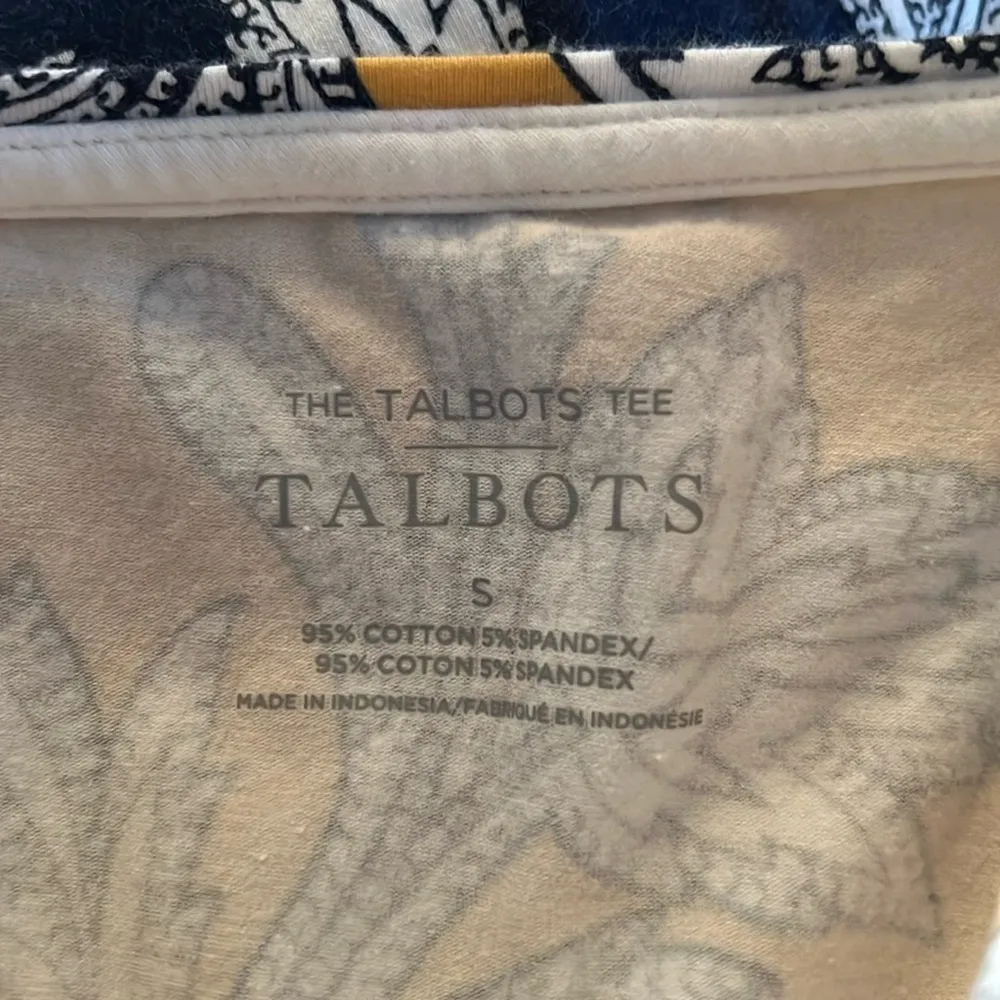 THE TALBOTS TEE
TALBOTS
S
95% COTTON 5% SPANDEX/
95% COTON 5% SPANDEX
MADE IN INDONESIA/FABRIQUÉ EN INDONÉSIE